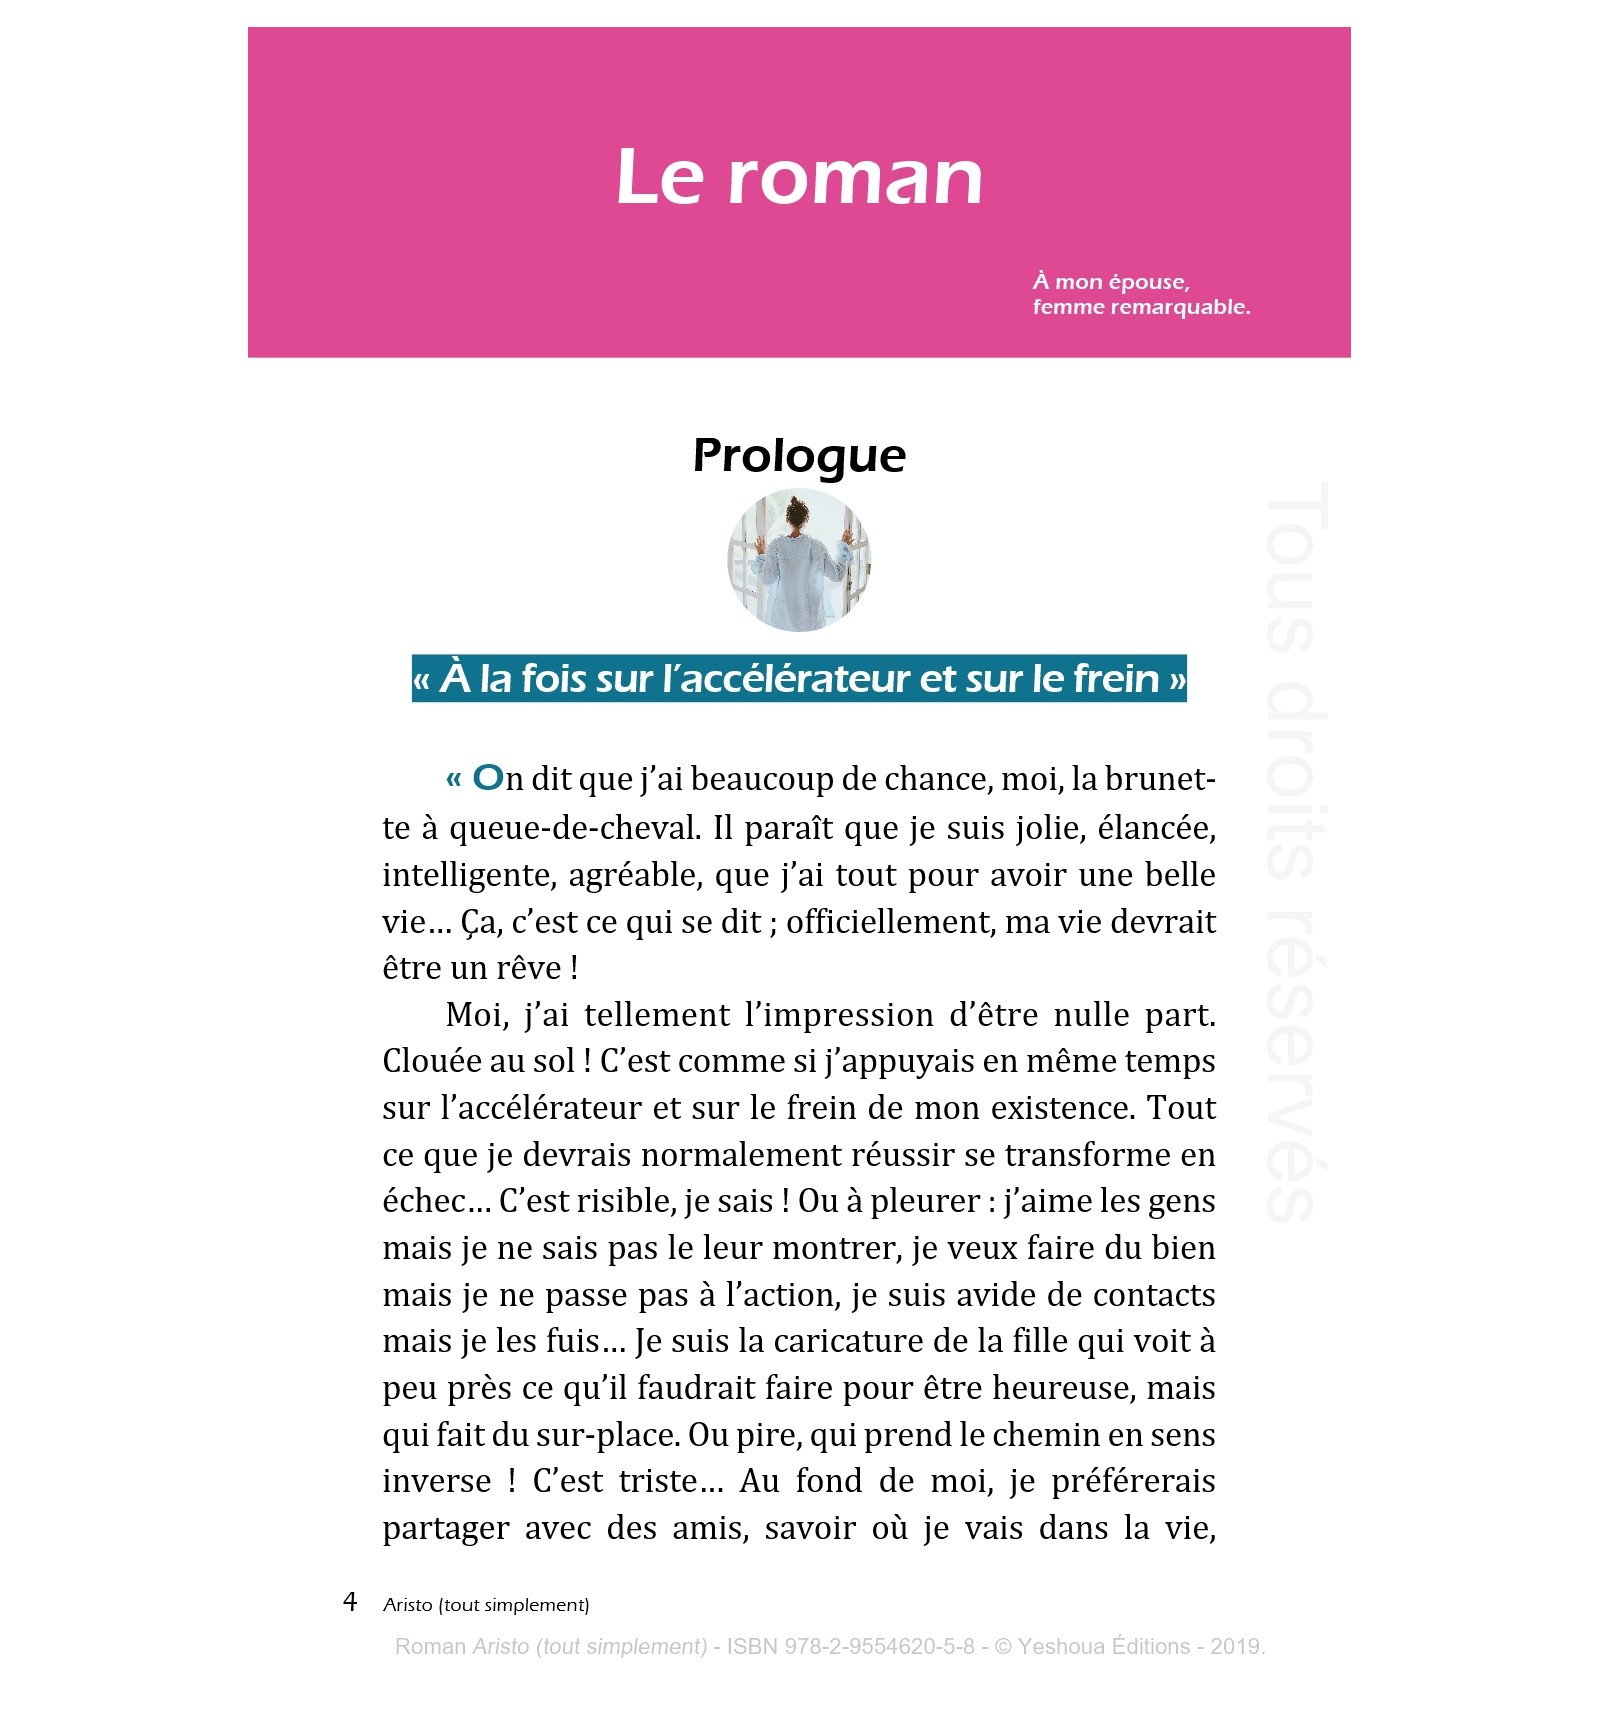 Le roman
À mon épouse,
femme remarquable.
Prologue
« À la fois sur l’accélérateur et sur le frein »
« On dit que j’ai beaucoup de chance, moi, la brunet-
te à queue-de-cheval. Il paraît que je suis jolie, élancée,
intelligente, agréable, que j’ai tout pour avoir une belle
vie… Ça, c’est ce qui se dit ; officiellement, ma vie devrait
être un rêve !
Moi, j’ai tellement l’impression d’être nulle part.
Clouée au sol ! C’est comme si j’appuyais en même temps
sur l’accélérateur et sur le frein de mon existence. Tout
ce que je devrais normalement réussir se transforme en
échec… C’est risible, je sais ! Ou à pleurer : j’aime les gens
mais je ne sais pas le leur montrer, je veux faire du bien
mais je ne passe pas à l’action, je suis avide de contacts
mais je les fuis… Je suis la caricature de la fille qui voit à
peu près ce qu’il faudrait faire pour être heureuse, mais
qui fait du sur-place. Ou pire, qui prend le chemin en sens
inverse ! C’est triste… Au fond de moi, je préférerais
partager avec des amis, savoir où je vais dans la vie,
4 Aristo (tout simplement)
Roman Aristo (tout simplement) - ISBN 978-2-9554620-5-8 - © Yeshoua Éditions - 2019.
Tous droits réservés